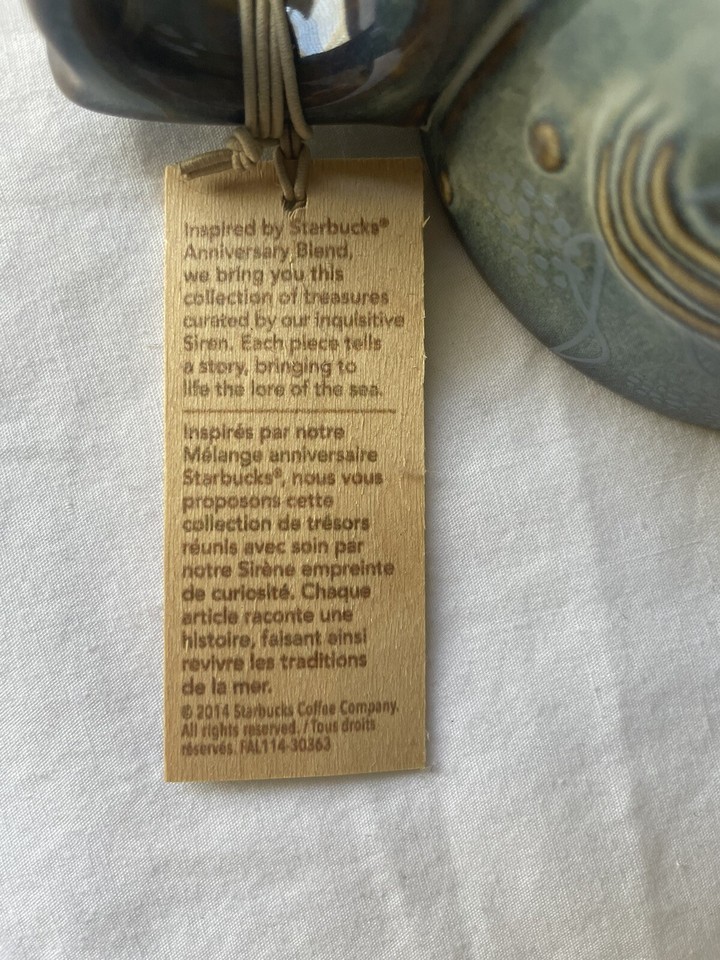 Inspired by Starbucks®
Anniversary Blend,
we bring you this
collection of treasures
curated by our inquisitive
Siren. Each piece tells
a story, bringing to
life the lore of the sea.
Inspirés par notre
Mélange anniversaire
Starbucks®, nous vous
proposons cette
collection de trésors
réunis avec soin par
notre Sirène empreinte
de curiosité. Chaque
article raconte une
histoire, faisant ainsi
revivre les traditions
de la mer.
© 2014 Starbucks Coffee Company.
All rights reserved. / Tous droits
réservés. FAL114-30363